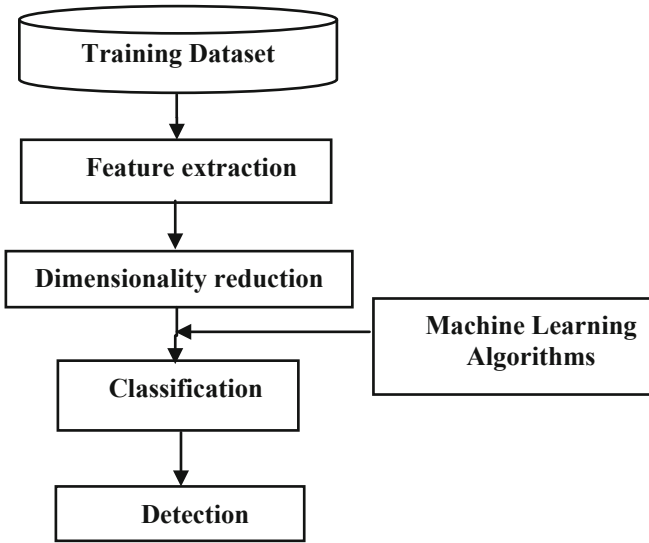 Training Dataset
Feature extraction
Dimensionality reduction
Machine Learning
Algorithms
Classification
Detection